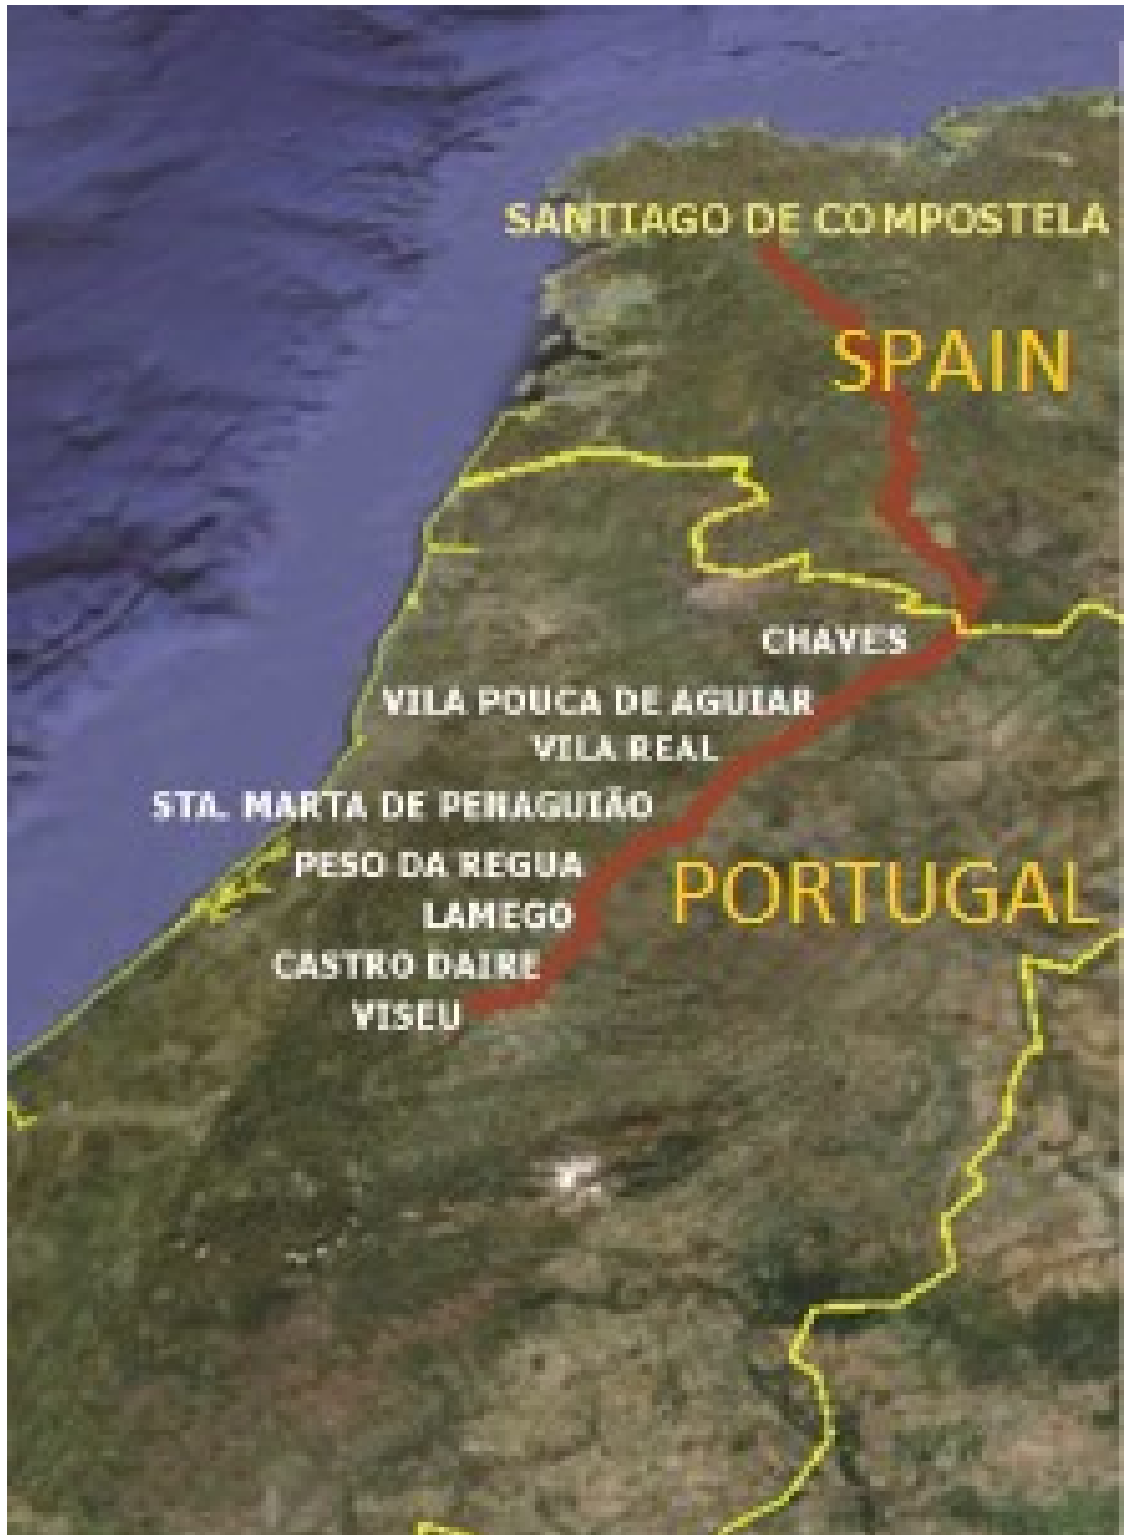 SANTIAGO DE COMPOSTELA
SPAIN
CHAVES
VILA POUCA DE AGUIAR
VILA REAL
STA. MARTA DE PENAGUIÃO
PESO DA REGUA
PORTUGAL
LAMEGO
CASTRO DAIRE
VISEU